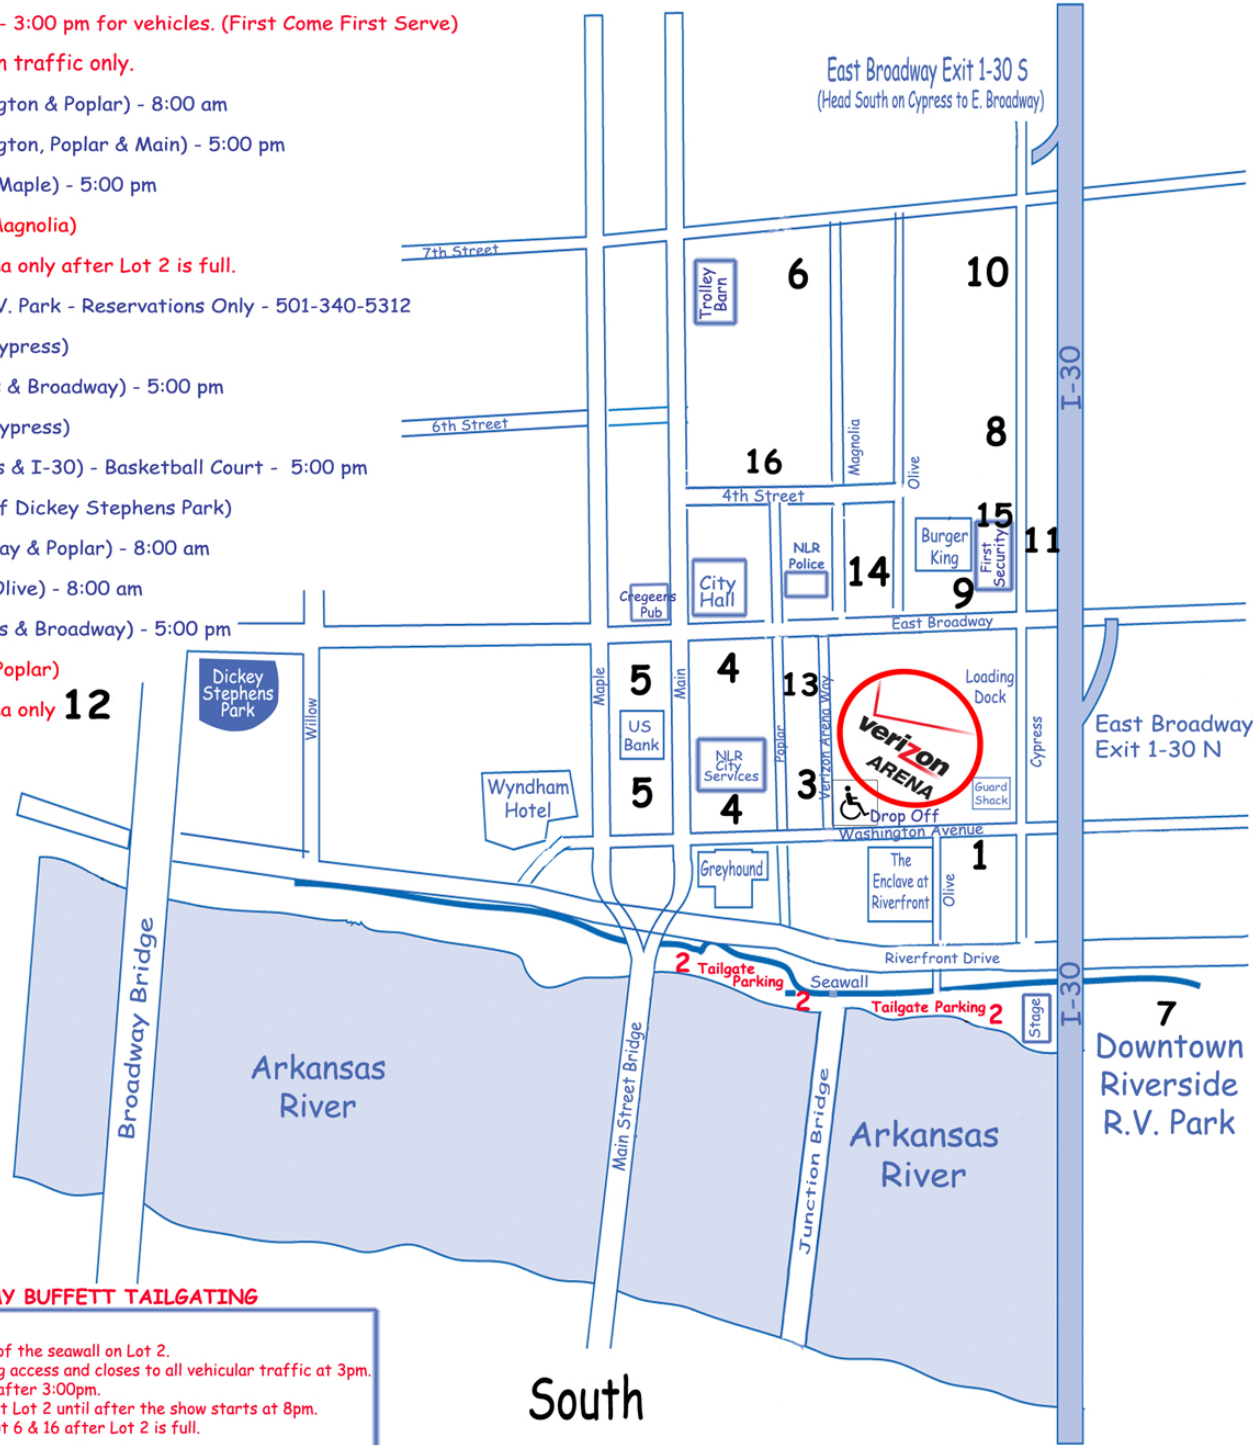 - 3:00 pm for vehicles. (First Come First Serve)
n traffic only.
gton & Poplar) - 8:00 am
gton, Poplar & Main) - 5:00 pm
Maple) - 5:00 pm
Magnolia)
a only after Lot 2 is full.
V. Park - Reservations Only - 501-340-5312
ypress)
s & Broadway) - 5:00 pm
ypress)
s & I-30) - Basketball Court - 5:00 pm
f Dickey Stephens Park)
ay & Poplar) - 8:00 am
Olive) - 8:00 am
s & Broadway) - 5:00 pm
Poplar)
a only
12
East Broadway Exit 1-30 S
(Head South on Cypress to E. Broadway)
7th Street
Trolley
Barn
6
10
I-30
6th Street
8
Magnolia
Olive
16
4th Street
15
Burger
King
First
Security
11
NLR
Police
14
9
City
Hall
Cregeens
Pub
East Broadway
Dickey
Stephens
Park
Willow
Maple
5
Main
4
13
Loading
Dock
US
Bank
NLR
City
Services
Poplar
Verizon Arena Way
verizon
ARENA
Cypress
East Broadway
Exit 1-30 N
Wyndham
Hotel
5
4
3
Guard
Shack
Drop Off
Washington Avenue
Greyhound
The
Enclave at
Riverfront
Olive
1
Riverfront Drive
2
Tailgate
Parking
Seawall
2
Tailgate Parking
2
Stage
I-30
7
Downtown
Riverside
R.V. Park
Broadway Bridge
Arkansas
River
Main Street Bridge
Junction Bridge
Arkansas
River
MY BUFFETT TAILGATING
of the seawall on Lot 2.
g access and closes to all vehicular traffic at 3pm.
after 3:00pm.
t Lot 2 until after the show starts at 8pm.
ot 6 & 16 after Lot 2 is full.
South